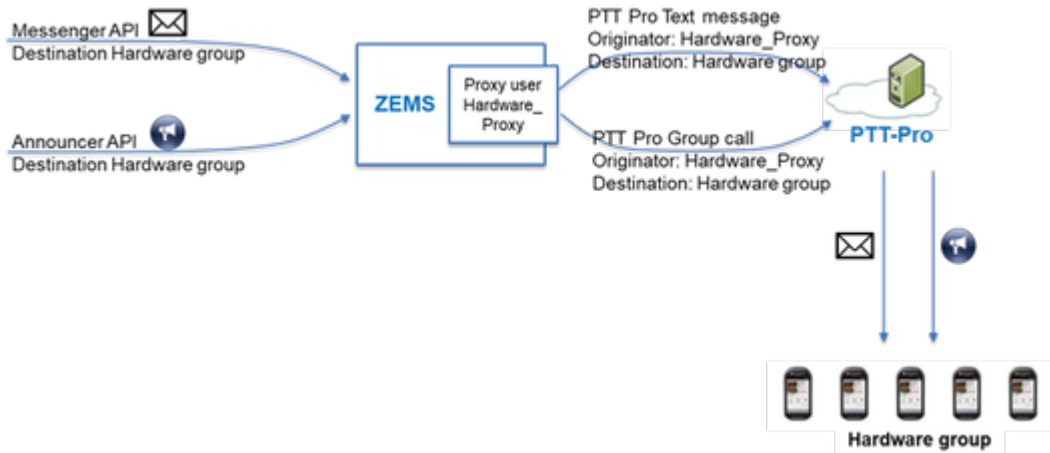 Messenger API
Destination Hardware group
Announcer API
Destination Hardware group
ZEMS
Proxy user
Hardware_
Proxy
PTT Pro Text message
Originator: Hardware_Proxy
Destination: Hardware group
PTT Pro Group call
Originator: Hardware_Proxy
Destination: Hardware group
PTT-Pro
Hardware group